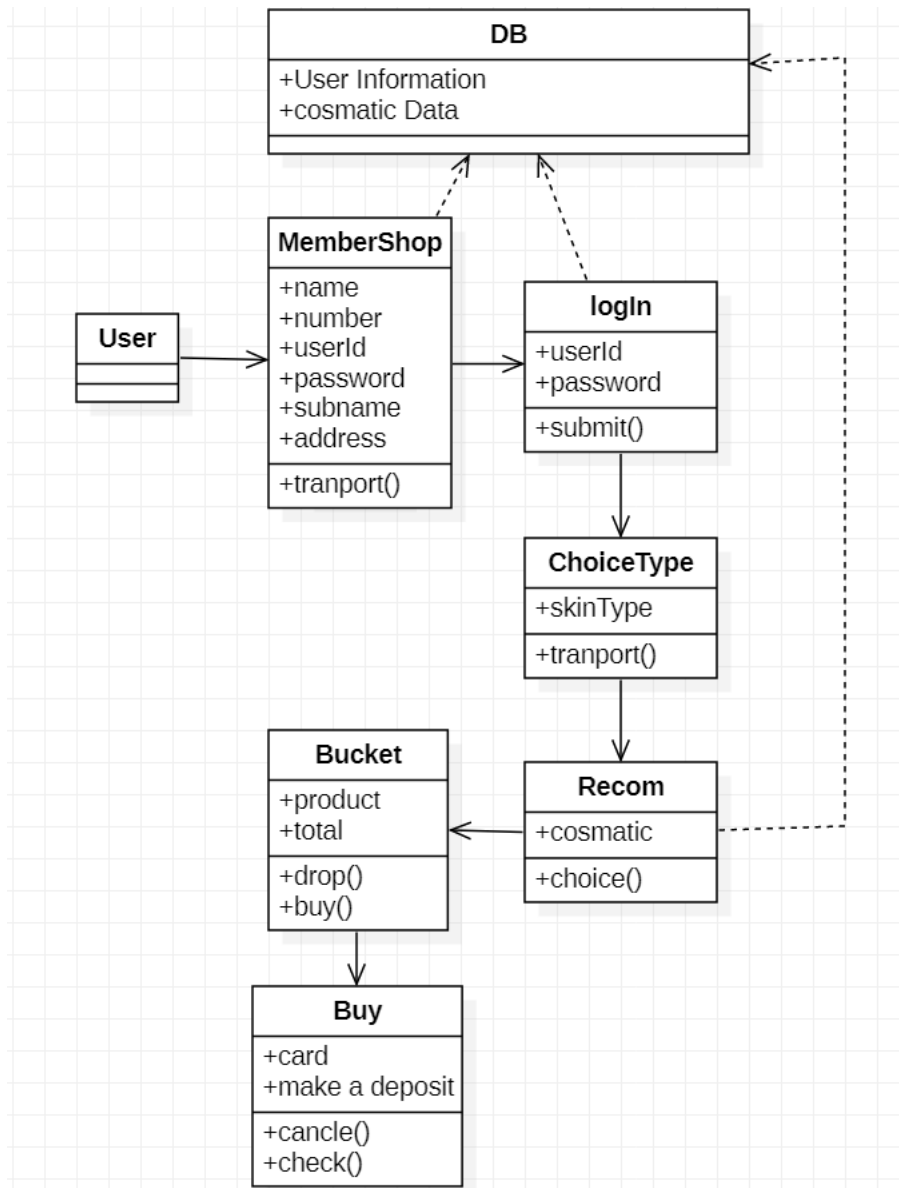 DB
+User Information
+cosmatic Data
MemberShop
+name
+number
+userId
+password
+subname
+address
+tranport()
User
logIn
+userId
+password
+submit()
ChoiceType
+skinType
+tranport()
Recom
+cosmatic
+choice()
Bucket
+product
+total
+drop()
+buy()
Buy
+card
+make a deposit
+cancle()
+check()